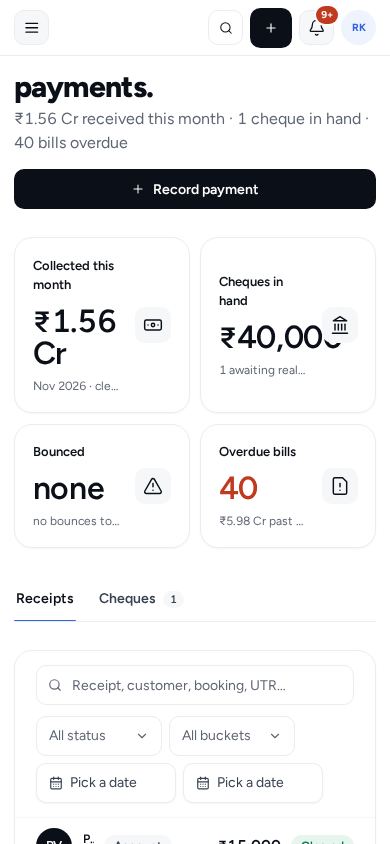 9+
RK
payments.
₹1.56 Cr received this month · 1 cheque in hand ·
40 bills overdue
+ Record payment
Collected this
month
₹1.56
Cr
Nov 2026 · cle...
Cheques in
hand
₹40,000
1 awaiting real...
Bounced
none
no bounces to...
Overdue bills
40
₹5.98 Cr past ...
Receipts
Cheques 1
Receipt, customer, booking, UTR...
All status
All buckets
Pick a date
Pick a date